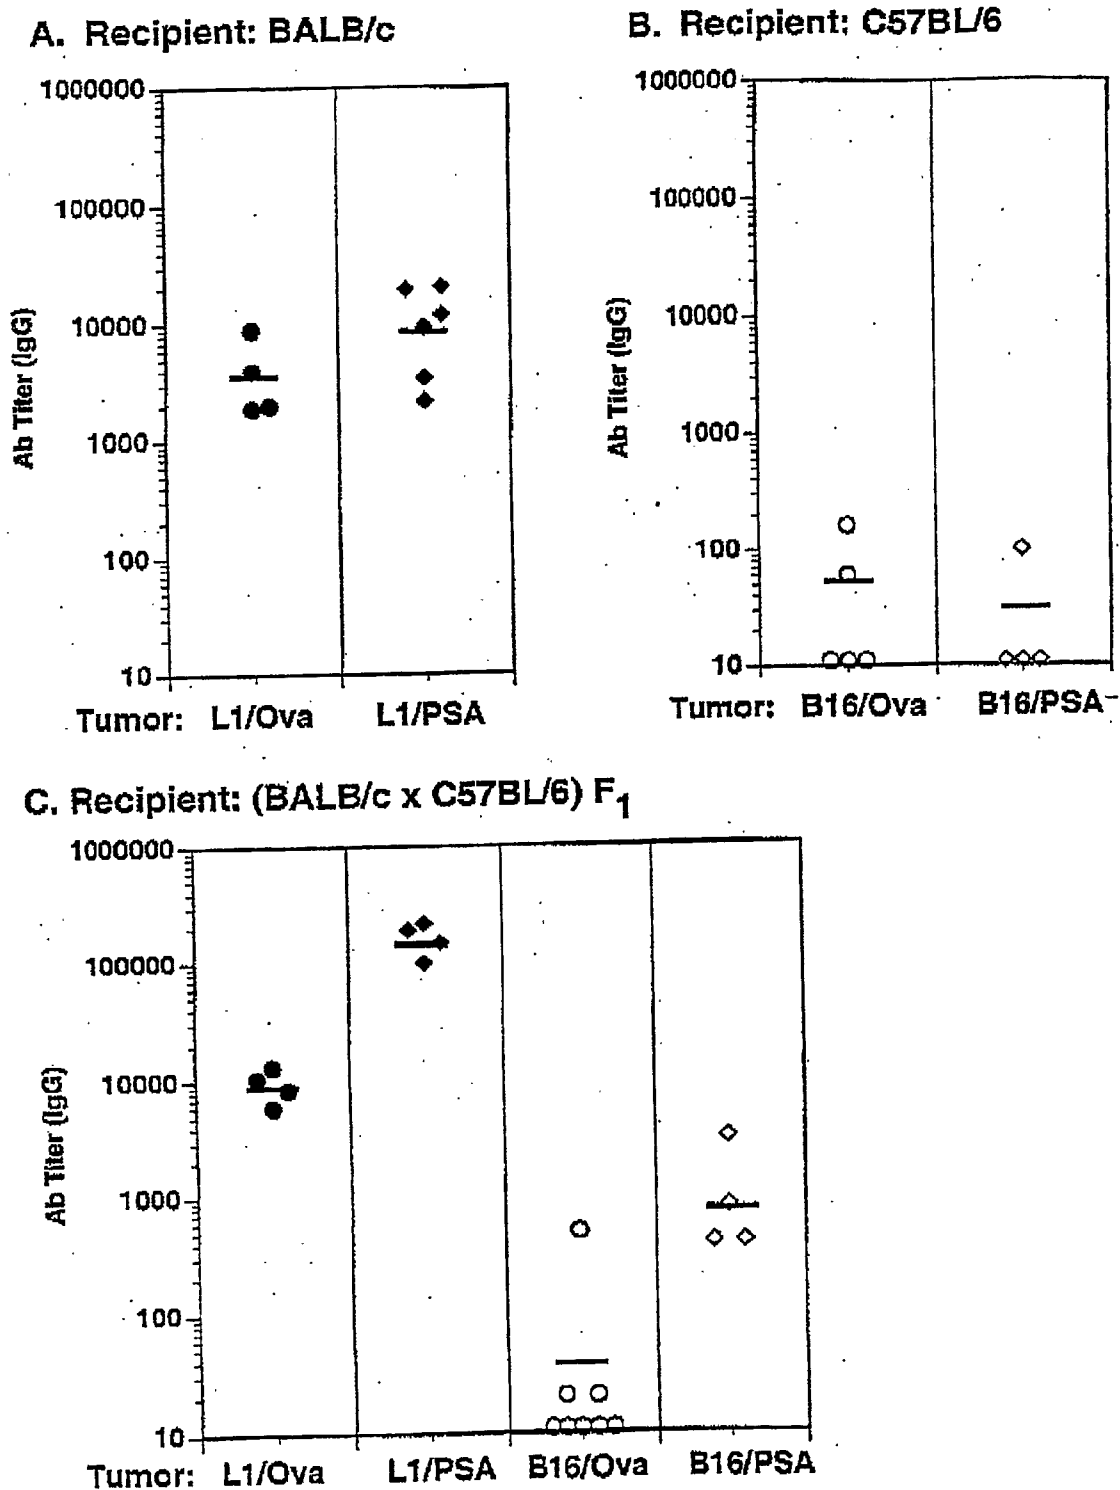 A. Recipient: BALB/c
1000000
100000
10000
1000
100
10
Ab Titer (IgG)
Tumor: L1/Ova L1/PSA
B. Recipient: C57BL/6
1000000
100000
10000
1000
100
10
Ab Titer (IgG)
Tumor: B16/Ova B16/PSA
C. Recipient: (BALB/c x C57BL/6) F1
1000000
100000
10000
1000
100
10
Ab Titer (IgG)
Tumor: L1/Ova L1/PSA B16/Ova B16/PSA